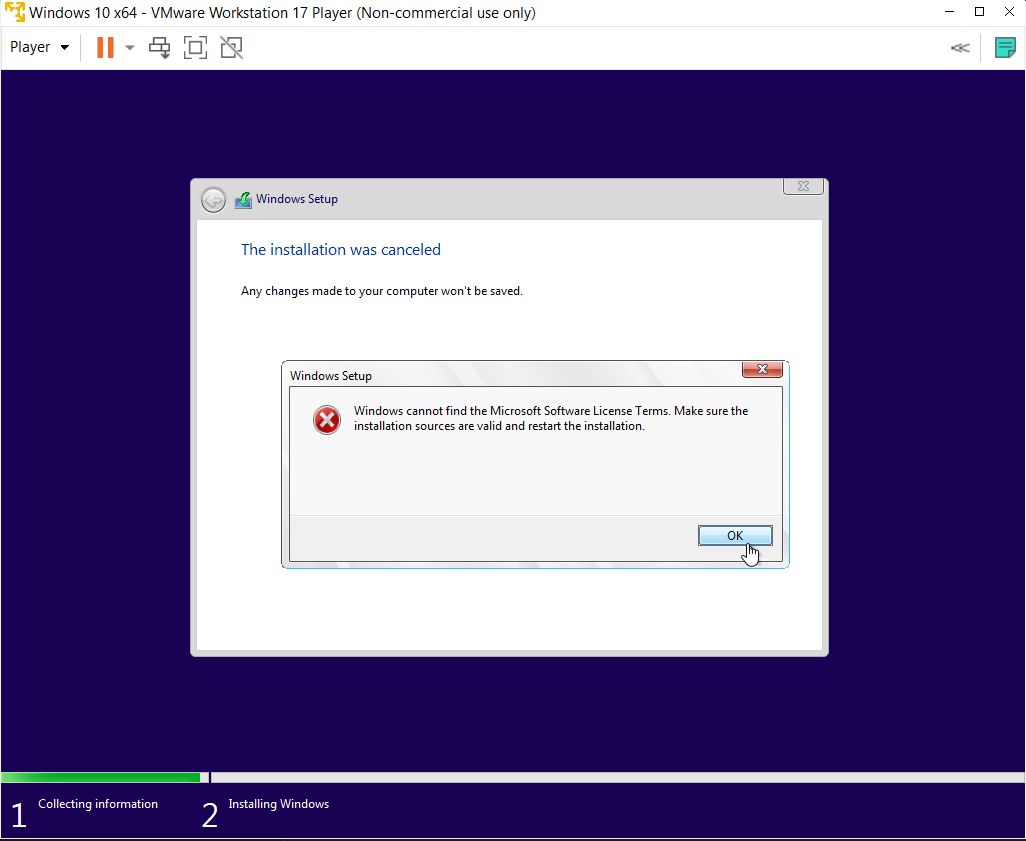 Windows 10 x64 - VMware Workstation 17 Player (Non-commercial use only)
Player
Windows Setup
The installation was canceled
Any changes made to your computer won't be saved.
Windows Setup
Windows cannot find the Microsoft Software License Terms. Make sure the
installation sources are valid and restart the installation.
OK
1 Collecting information
2 Installing Windows